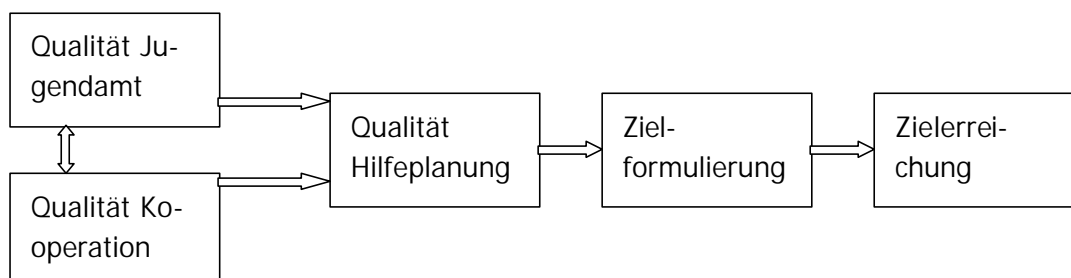 Qualität Ju-
gendamt
Qualität Ko-
operation
Qualität
Hilfeplanung
Ziel-
formulierung
Zielerrei-
chung